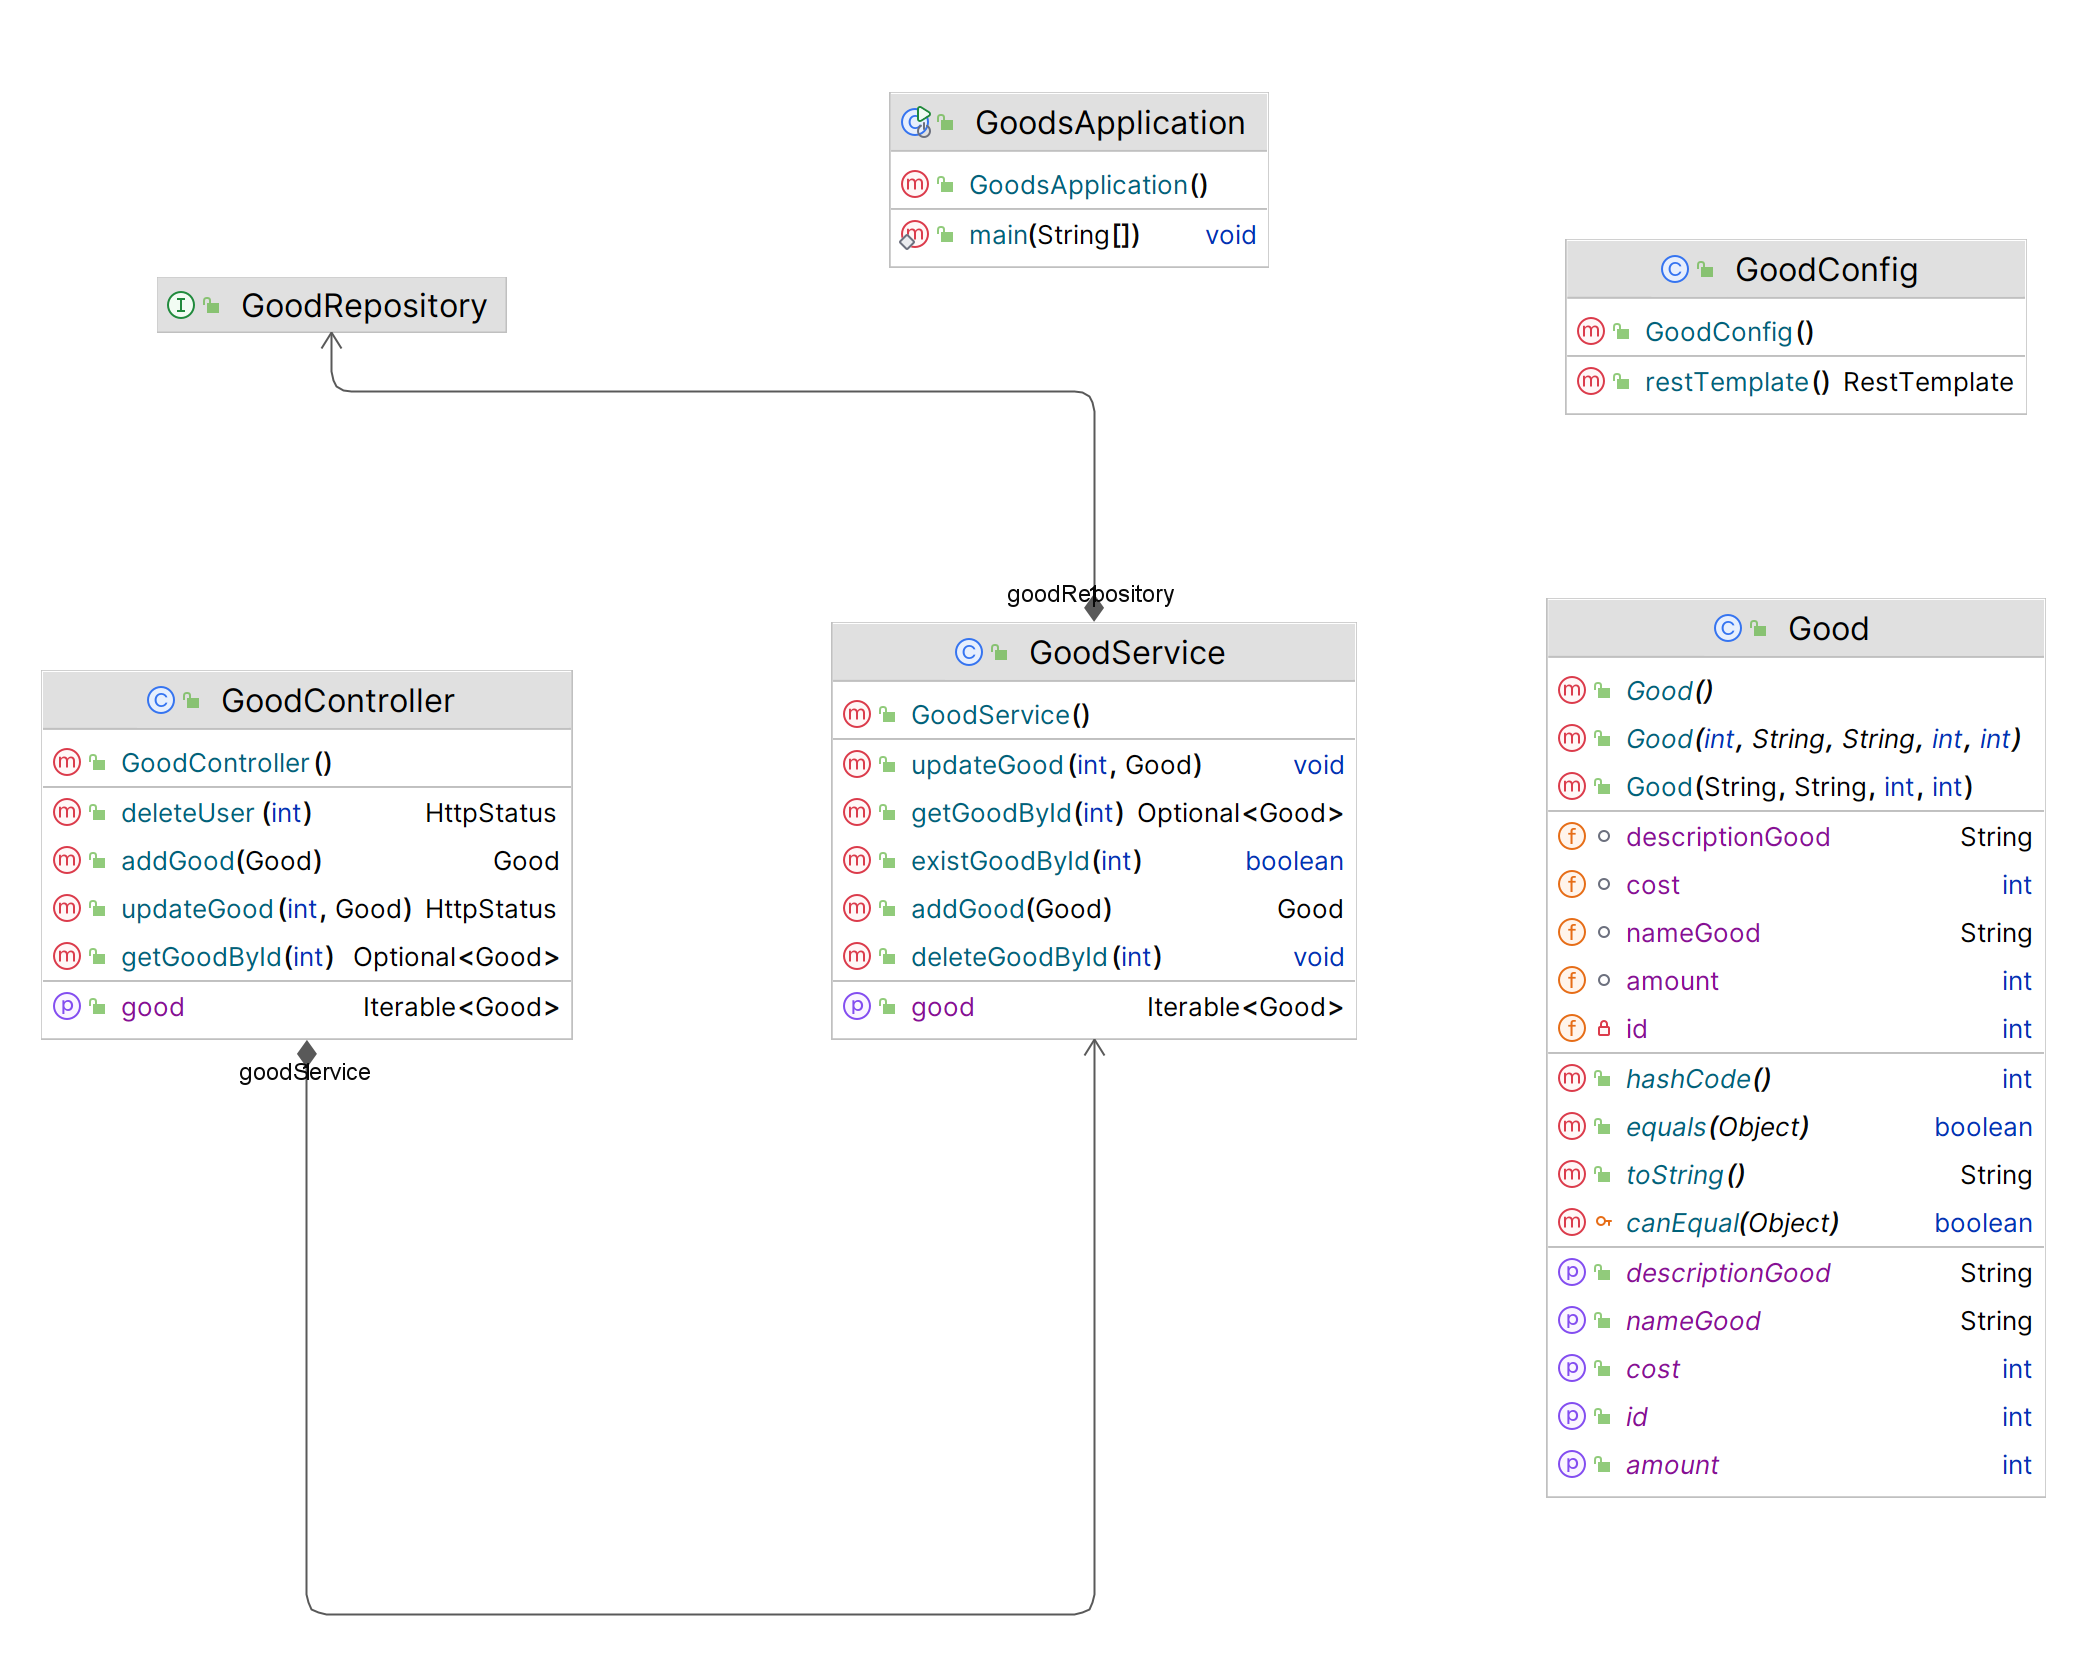 GoodsApplication
GoodsApplication()
main(String[]) void
GoodConfig
GoodConfig()
restTemplate() RestTemplate
GoodRepository
goodRepository
1
GoodService
GoodService()
updateGood(int, Good) void
getGoodById(int) Optional<Good>
existGoodById(int) boolean
addGood(Good) Good
deleteGoodById(int) void
good Iterable<Good>
GoodController
GoodController()
deleteUser(int) HttpStatus
addGood(Good) Good
updateGood(int, Good) HttpStatus
getGoodById(int) Optional<Good>
good Iterable<Good>
goodService
1
Good
Good()
Good(int, String, String, int, int)
Good(String, String, int, int)
descriptionGood String
cost int
nameGood String
amount int
id int
hashCode() int
equals(Object) boolean
toString() String
canEqual(Object) boolean
descriptionGood String
nameGood String
cost int
id int
amount int